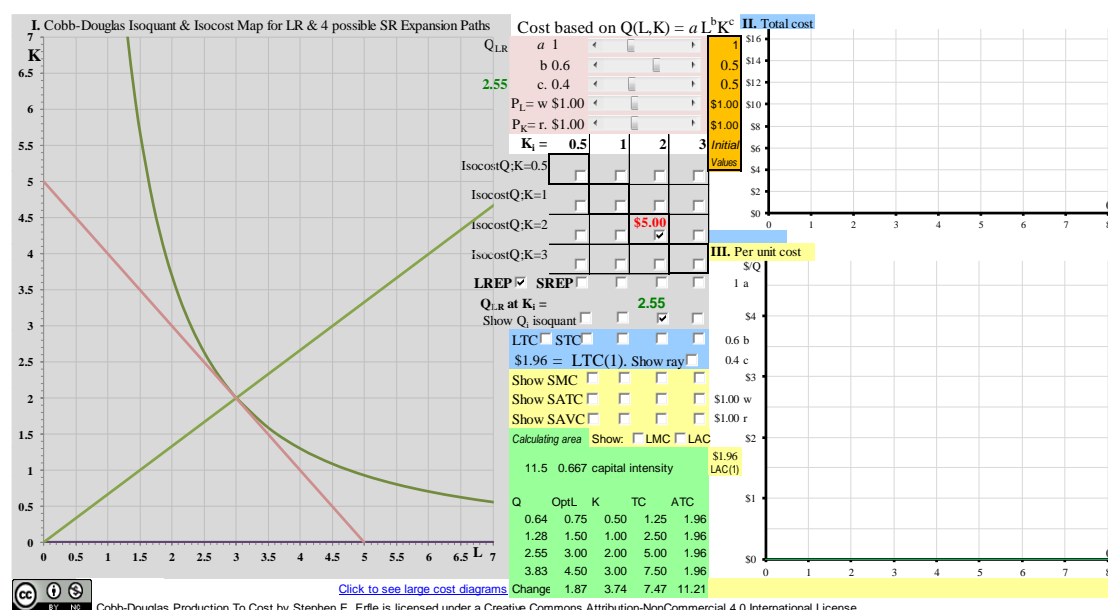 I. Cobb-Douglas Isoquant & Isocost Map for LR & 4 possible SR Expansion Paths
Cost based on Q(L,K) = a L^bK^c
II. Total cost
7
K
6.5
6
5.5
5
4.5
4
3.5
3
2.5
2
1.5
1
0.5
0
0 0.5 1 1.5 2 2.5 3 3.5 4 4.5 5 5.5 6 6.5 L 7
Q_LR
2.55
a 1
b 0.6
c. 0.4
P_L= w $1.00
P_K= r. $1.00
1
0.5
0.5
$1.00
$1.00
Initial
Values
K_i = 0.5 1 2 3
IsocostQ;K=0.5
IsocostQ;K=1
IsocostQ;K=2 $5.00
IsocostQ;K=3
LREP SREP
Q_LR at K_i = 2.55
Show Q_i isoquant
LTC STC
$1.96 = LTC(1). Show ray
Show SMC
Show SATC
Show SAVC
Calculating area Show: LMC LAC
11.5 0.667 capital intensity
Q OptL K TC ATC
0.64 0.75 0.50 1.25 1.96
1.28 1.50 1.00 2.50 1.96
2.55 3.00 2.00 5.00 1.96
3.83 4.50 3.00 7.50 1.96
Change 1.87 3.74 7.47 11.21
$16
$14
$12
$10
$8
$6
$4
$2
$0
0 1 2 3 4 5 6 7 8
III. Per unit cost
$/Q
1 a
0.6 b
0.4 c
$1.00 w
$1.00 r
$1.96
LAC(1)
$4
$3
$2
$1
$0
0 1 2 3 4 5 6 7 8
Click to see large cost diagrams
cc BY NC
Cobb-Douglas Production To Cost by Stephen E. Erfle is licensed under a Creative Commons Attribution-NonCommercial 4.0 International License